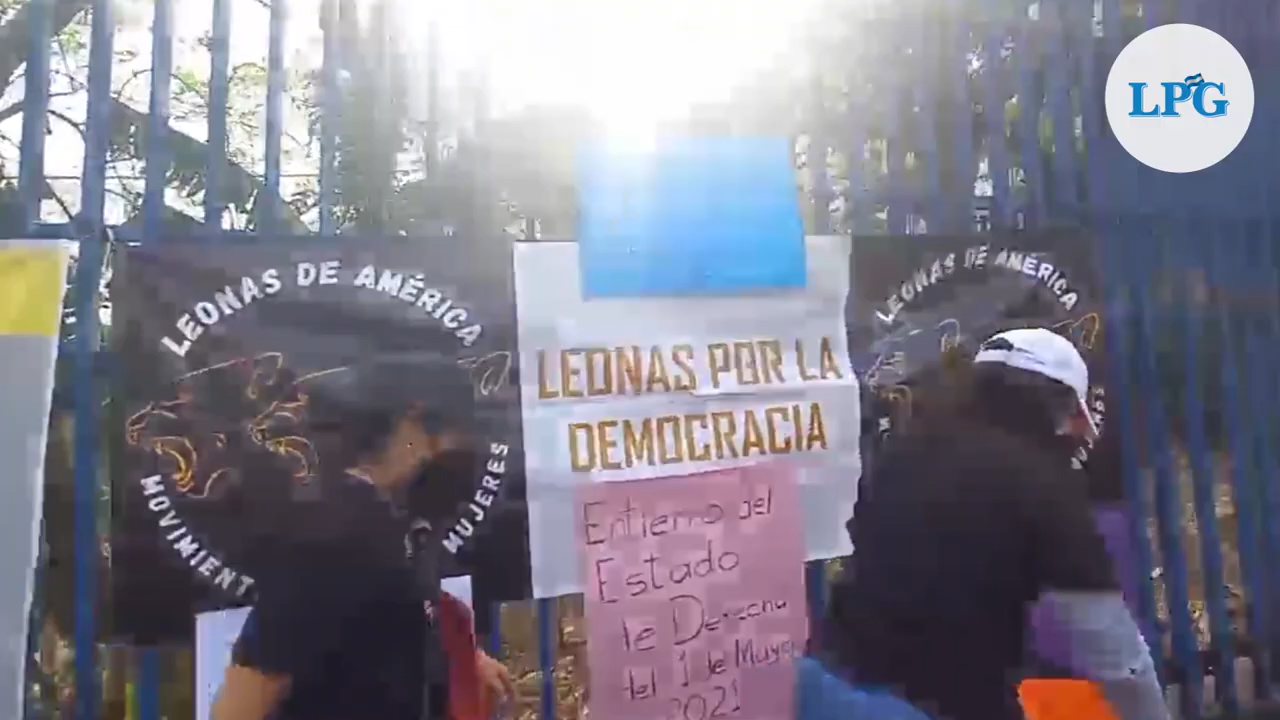 LPG
LEONAS DE AMÉRICA
MOVIMIENT
MUJERES
LEONAS POR LA
DEMOCRACIA
Entierro del
Estado
de Derecho
del 1 de Mayo
2021
LEONAS DE AMÉRICA